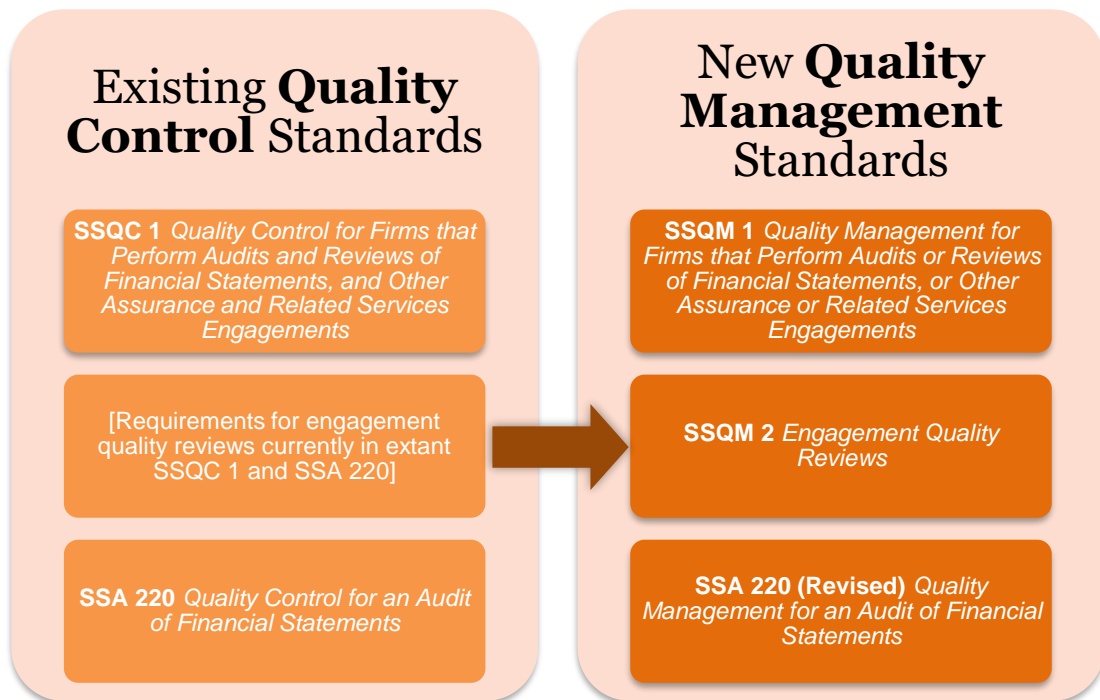 Existing Quality
Control Standards
SSQC 1 Quality Control for Firms that
Perform Audits and Reviews of
Financial Statements, and Other
Assurance and Related Services
Engagements
[Requirements for engagement
quality reviews currently in extant
SSQC 1 and SSA 220]
SSA 220 Quality Control for an Audit
of Financial Statements
New Quality
Management
Standards
SSQM 1 Quality Management for
Firms that Perform Audits or Reviews
of Financial Statements, or Other
Assurance or Related Services
Engagements
SSQM 2 Engagement Quality
Reviews
SSA 220 (Revised) Quality
Management for an Audit of Financial
Statements